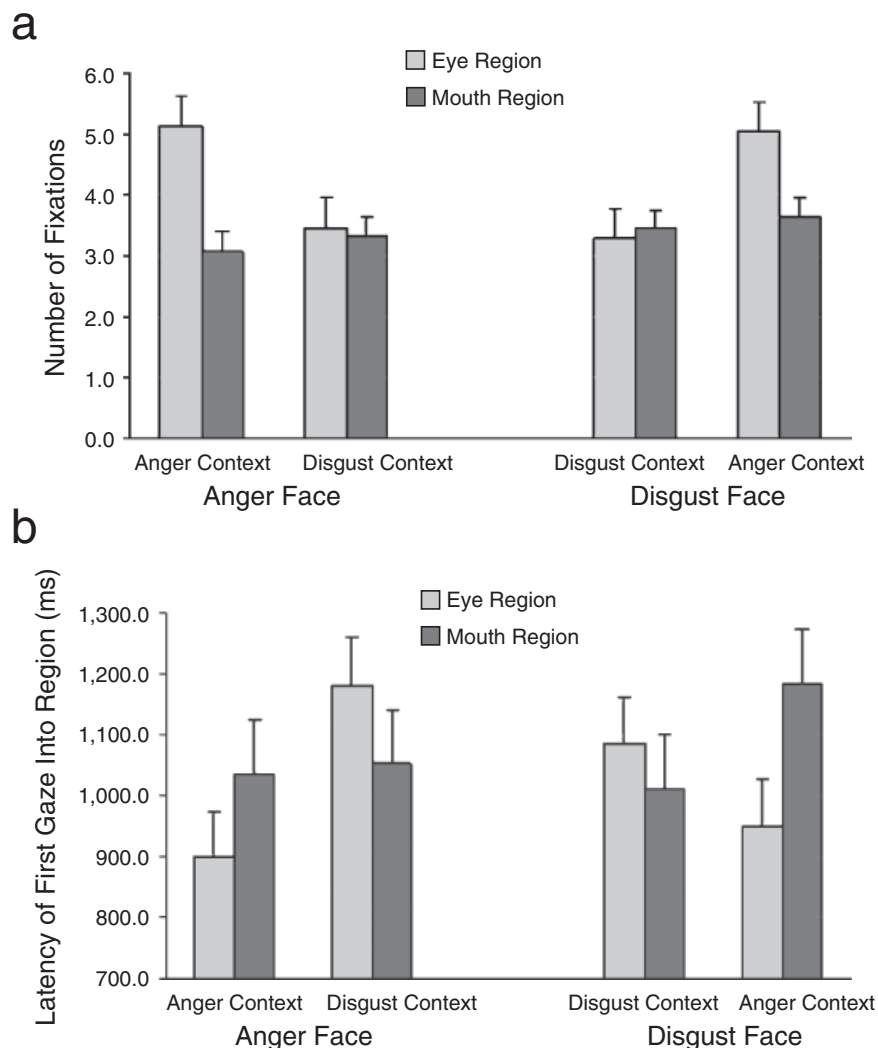 a
Eye Region
Mouth Region
Number of Fixations
6.0
5.0
4.0
3.0
2.0
1.0
0.0
Anger Context Disgust Context Disgust Context Anger Context
Anger Face Disgust Face
b
Eye Region
Mouth Region
Latency of First Gaze Into Region (ms)
1,300.0
1,200.0
1,100.0
1,000.0
900.0
800.0
700.0
Anger Context Disgust Context Disgust Context Anger Context
Anger Face Disgust Face